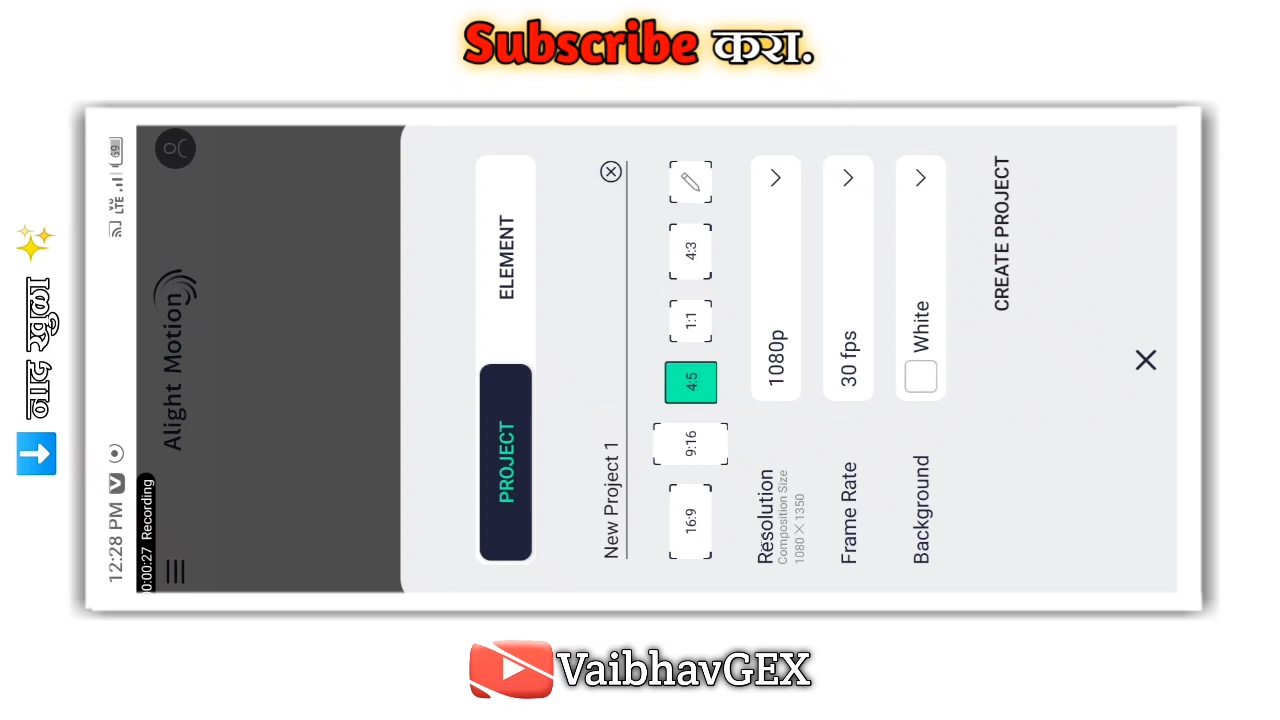 Subscribe करा.
वाट खुला
12:28 PM
LTE
69
00:00:27 Recording
Alight Motion
PROJECT
ELEMENT
New Project 1
16:9
9:16
4:5
1:1
4:3
Resolution
Composition Size
1080 X 1350
1080p
Frame Rate
30 fps
Background
White
CREATE PROJECT
VaibhavGEX